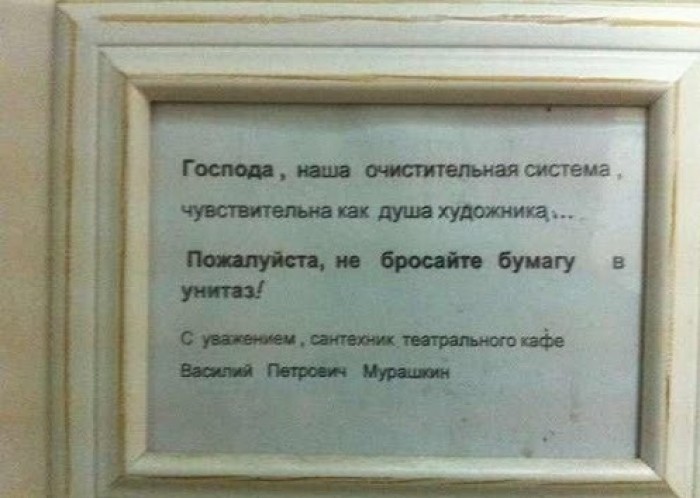 Господа, наша очистительная система,
чувствительна как душа художника,...
Пожалуйста, не бросайте бумагу в
унитаз!
С уважением, сантехник театрального кафе
Василий Петрович Мурашкин